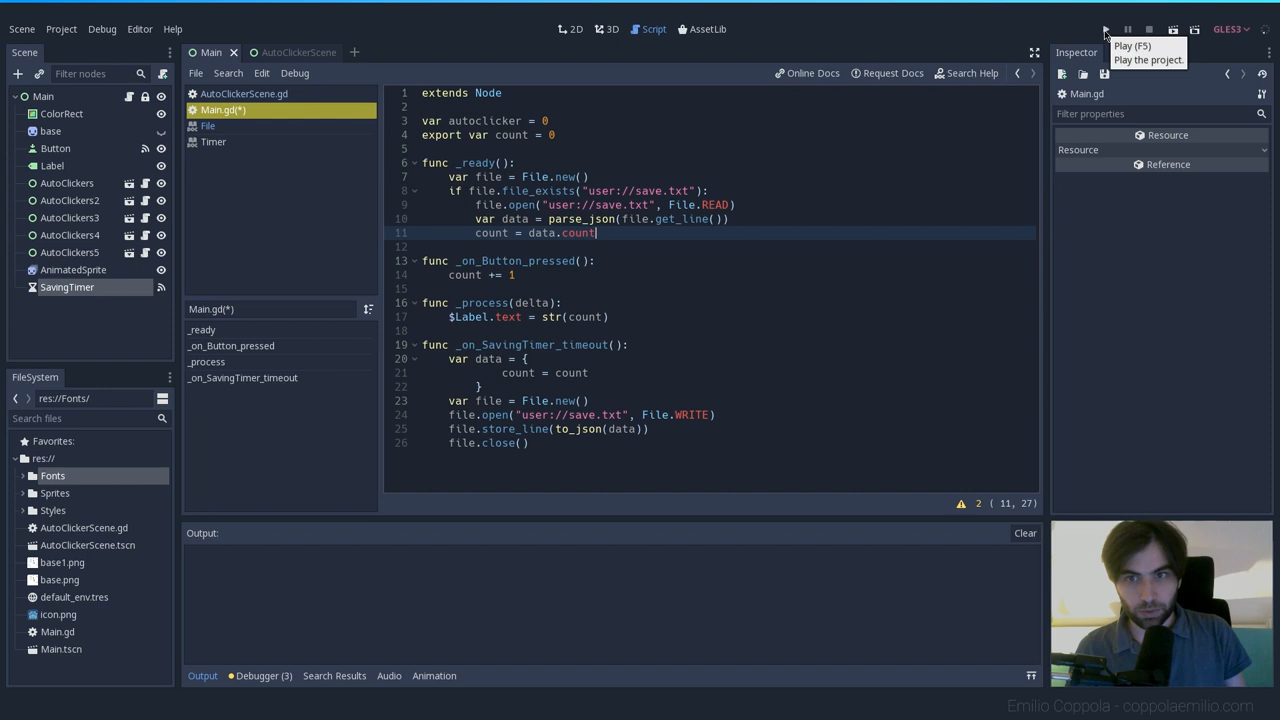 Scene Project Debug Editor Help
2D 3D Script AssetLib
GLES3
Play (F5)
Play the project.
Scene
Filter nodes
Main
ColorRect
base
Button
Label
AutoClickers
AutoClickers2
AutoClickers3
AutoClickers4
AutoClickers5
AnimatedSprite
SavingTimer
FileSystem
res://Fonts/
Search files
Favorites:
res://
Fonts
Sprites
Styles
AutoClickerScene.gd
AutoClickerScene.tscn
base1.png
base.png
default_env.tres
icon.png
Main.gd
Main.tscn
Main AutoClickerScene
File Search Edit Debug
Online Docs Request Docs Search Help
AutoClickerScene.gd
Main.gd(*)
File
Timer
Main.gd(*)
_ready
_on_Button_pressed
_process
_on_SavingTimer_timeout
1 extends Node
2
3 var autoclicker = 0
4 export var count = 0
5
6 func _ready():
7 var file = File.new()
8 if file.file_exists("user://save.txt"):
9 file.open("user://save.txt", File.READ)
10 var data = parse_json(file.get_line())
11 count = data.count
12
13 func _on_Button_pressed():
14 count += 1
15
16 func _process(delta):
17 $Label.text = str(count)
18
19 func _on_SavingTimer_timeout():
20 var data = {
21 count = count
22 }
23 var file = File.new()
24 file.open("user://save.txt", File.WRITE)
25 file.store_line(to_json(data))
26 file.close()
2 ( 11, 27)
Output:
Clear
Output Debugger (3) Search Results Audio Animation
Inspector
Main.gd
Filter properties
Resource
Resource
Reference
Emilio Coppola - coppolaemilio.com